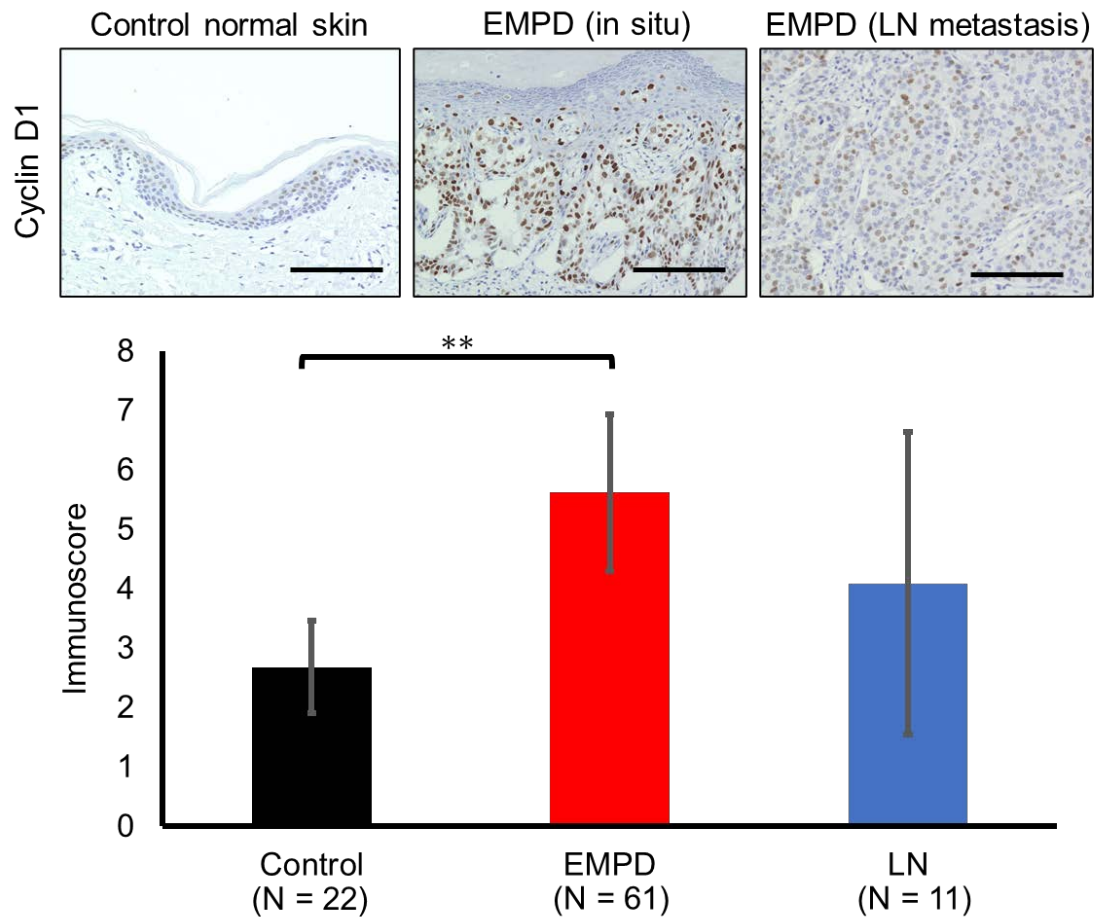 Control normal skin
EMPD (in situ)
EMPD (LN metastasis)
Cyclin D1
**
8
7
6
5
4
3
2
1
0
Immunoscore
Control
(N = 22)
EMPD
(N = 61)
LN
(N = 11)